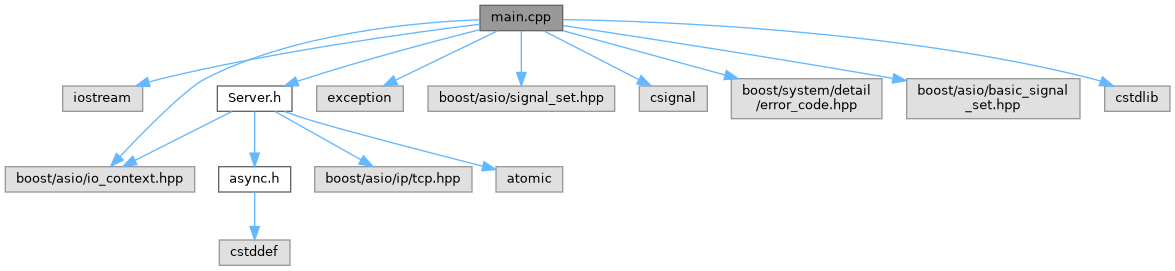 main.cpp
iostream
Server.h
exception
boost/asio/signal_set.hpp
csignal
boost/system/detail
/error_code.hpp
boost/asio/basic_signal
_set.hpp
cstdlib
boost/asio/io_context.hpp
async.h
boost/asio/ip/tcp.hpp
atomic
cstddef